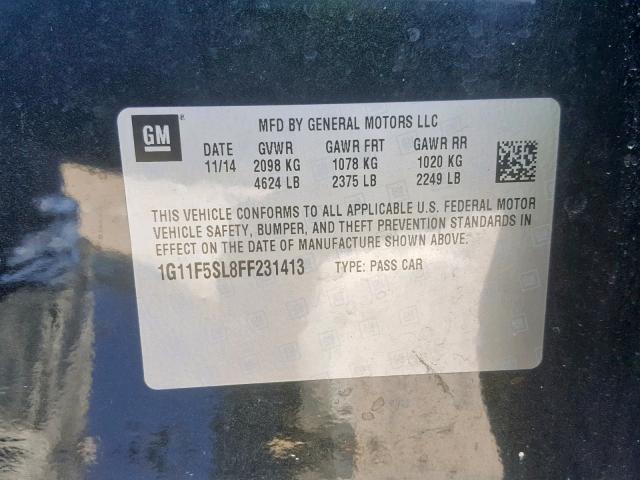 GM
MFD BY GENERAL MOTORS LLC
DATE GVWR GAWR FRT GAWR RR
11/14 2098 KG 1078 KG 1020 KG
4624 LB 2375 LB 2249 LB
THIS VEHICLE CONFORMS TO ALL APPLICABLE U.S. FEDERAL MOTOR
VEHICLE SAFETY, BUMPER, AND THEFT PREVENTION STANDARDS IN
EFFECT ON THE DATE OF MANUFACTURE SHOWN ABOVE.
1G11F5SL8FF231413 TYPE: PASS CAR